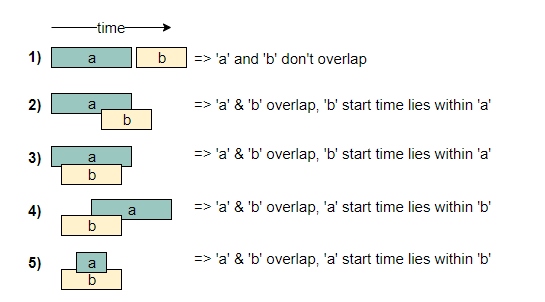 time
1) a b => 'a' and 'b' don't overlap
2) a => 'a' & 'b' overlap, 'b' start time lies within 'a'
b
3) a => 'a' & 'b' overlap, 'b' start time lies within 'a'
b
4) a => 'a' & 'b' overlap, 'a' start time lies within 'b'
b
5) a => 'a' & 'b' overlap, 'a' start time lies within 'b'
b